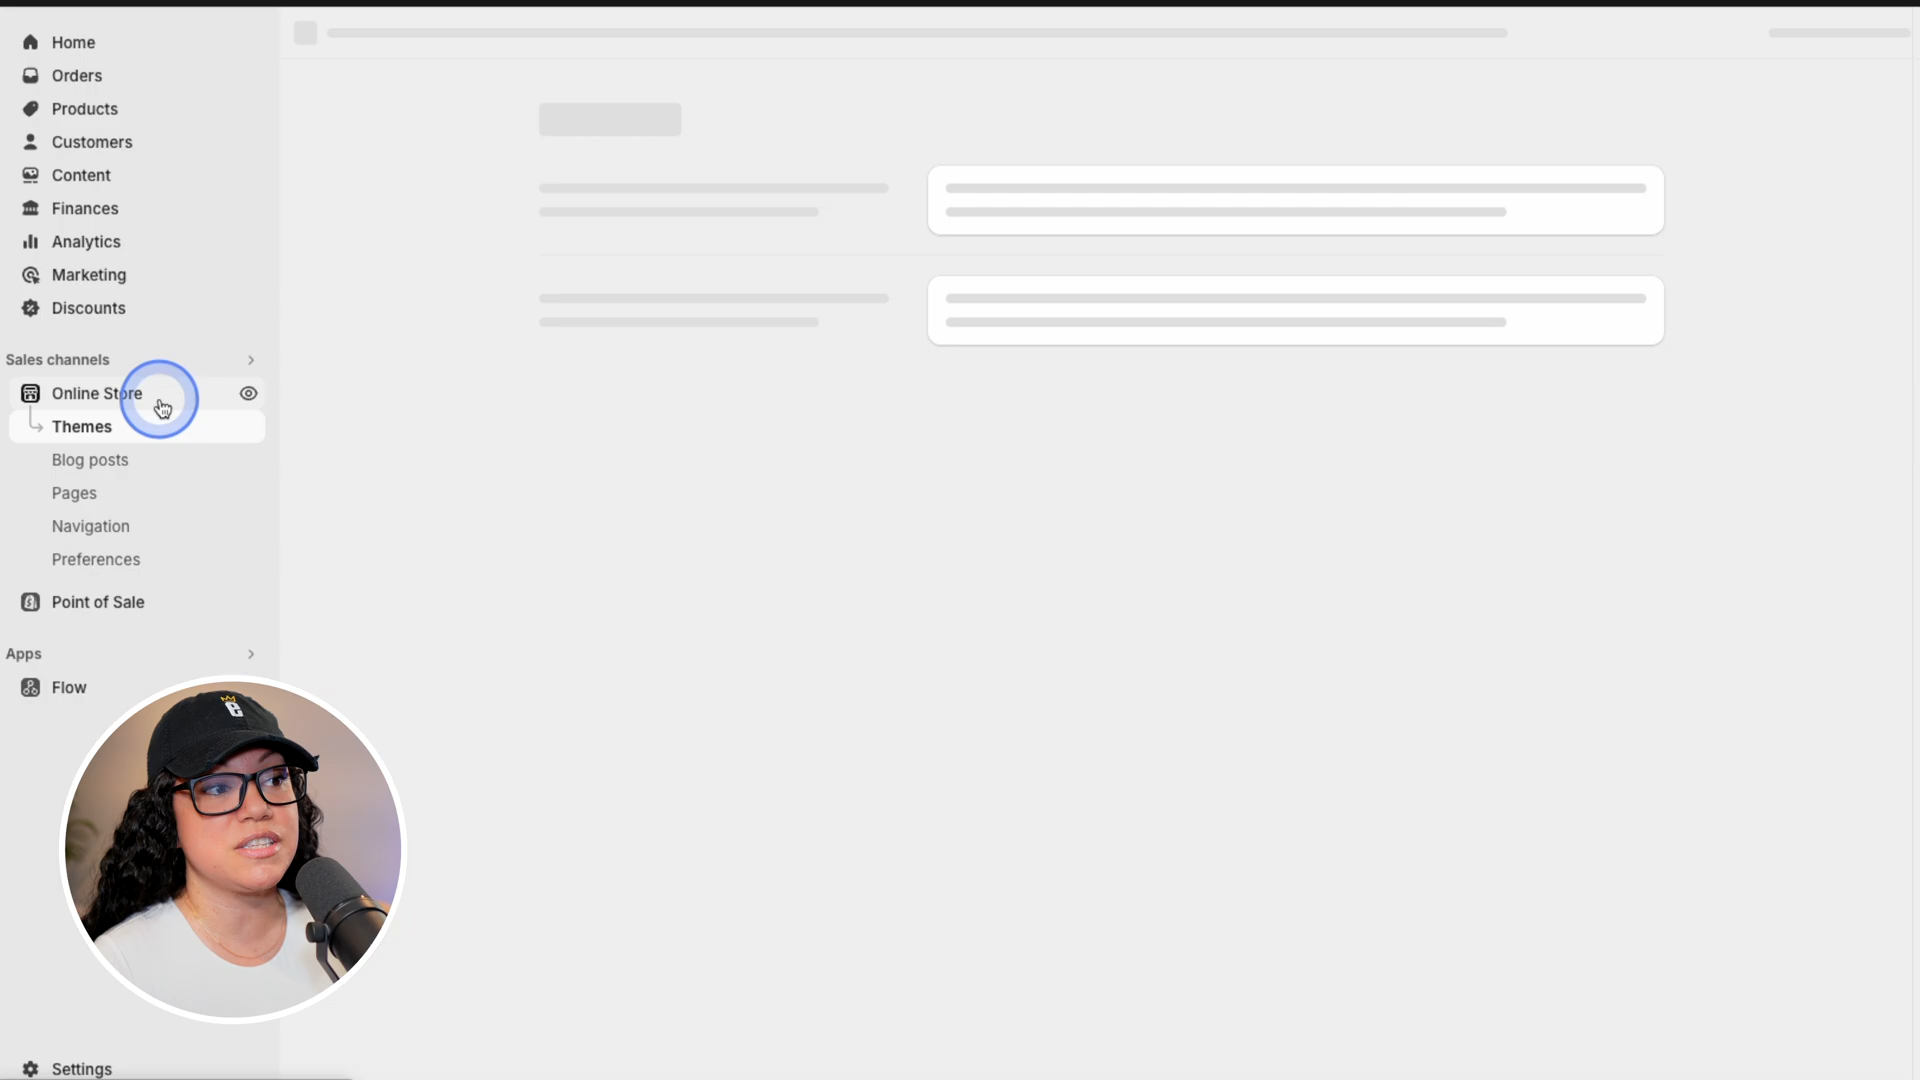 Home
Orders
Products
Customers
Content
Finances
Analytics
Marketing
Discounts
Sales channels
Online Store
Themes
Blog posts
Pages
Navigation
Preferences
Point of Sale
Apps
Flow
e
Settings